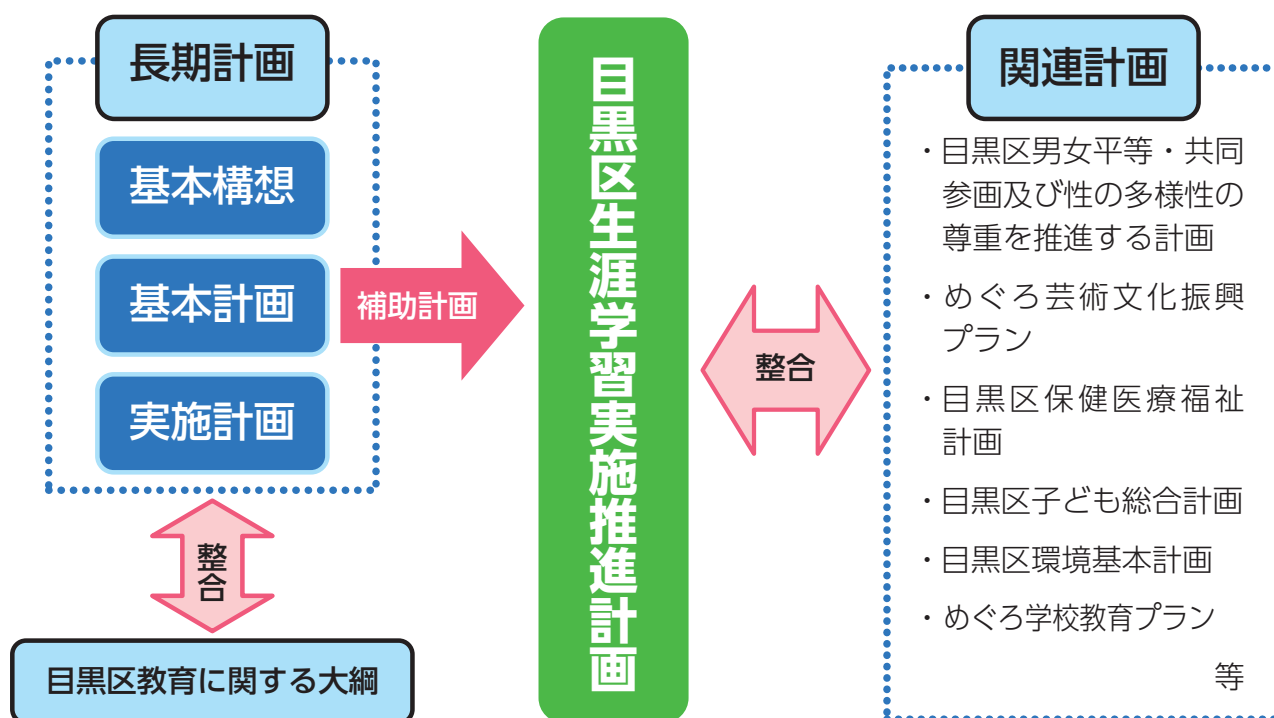 長期計画
基本構想
基本計画
実施計画
補助計画
整合
目黒区教育に関する大綱
目黒区生涯学習実施推進計画
整合
関連計画
・目黒区男女平等・共同
参画及び性の多様性の
尊重を推進する計画
・めぐろ芸術文化振興
プラン
・目黒区保健医療福祉
計画
・目黒区子ども総合計画
・目黒区環境基本計画
・めぐろ学校教育プラン
等